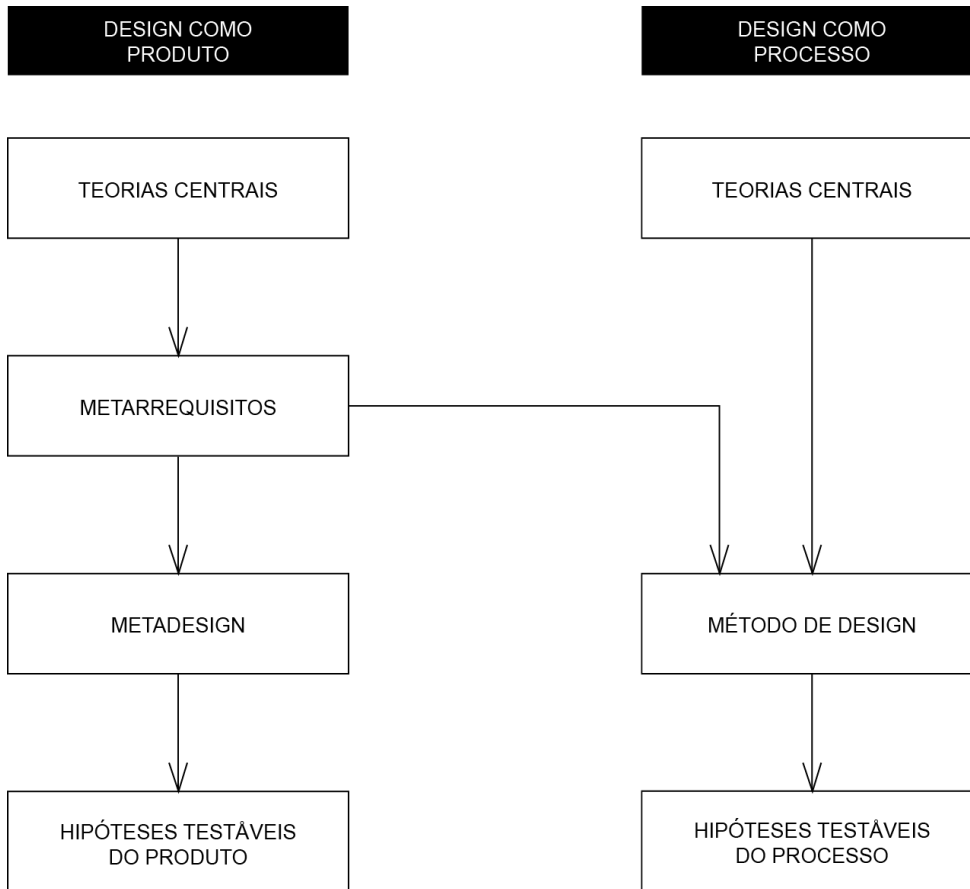 DESIGN COMO
PRODUTO
DESIGN COMO
PROCESSO
TEORIAS CENTRAIS
TEORIAS CENTRAIS
METARREQUISITOS
METADESIGN
MÉTODO DE DESIGN
HIPÓTESES TESTÅVEIS
DO PRODUTO
HIPÓTESES TESTÅVEIS
DO PROCESSO